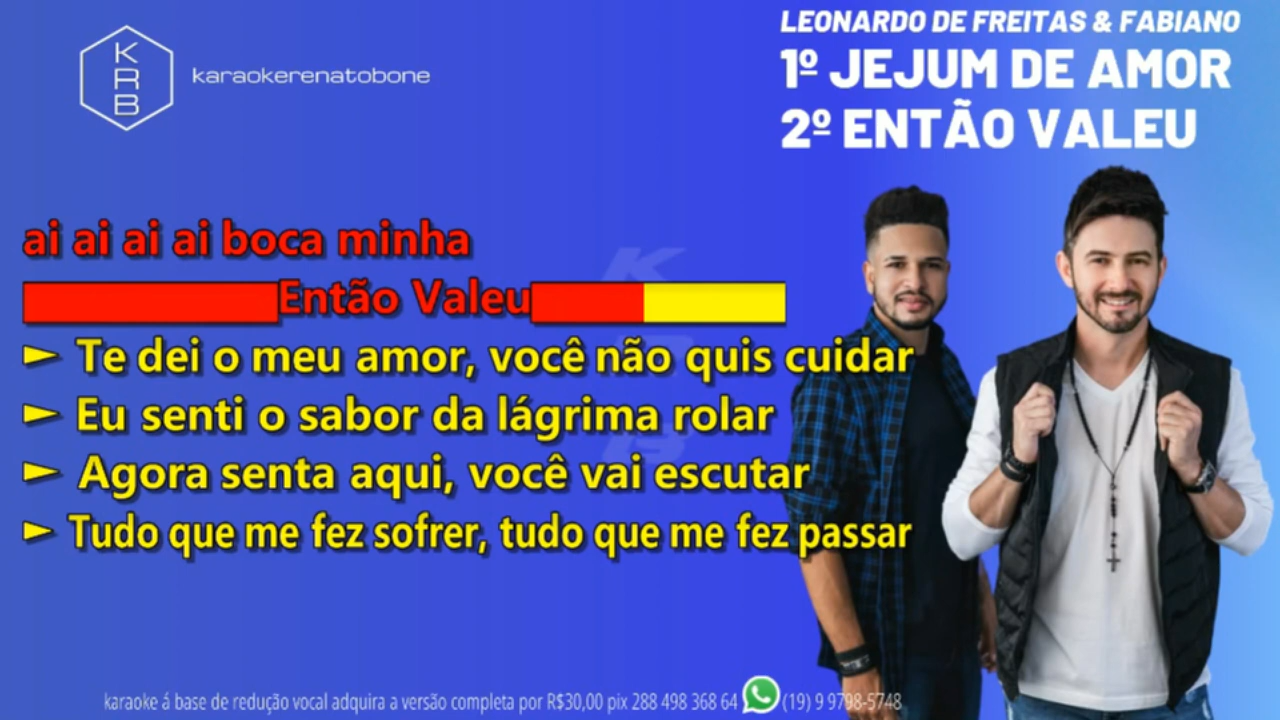 KRB
karaokerenatobone
LEONARDO DE FREITAS & FABIANO
1º JEJUM DE AMOR
2º ENTÃO VALEU
ai ai ai ai boca minha
Então Valeu
► Te dei o meu amor, você não quis cuidar
► Eu senti o sabor da lágrima rolar
► Agora senta aqui, você vai escutar
► Tudo que me fez sofrer, tudo que me fez passar
karaoke á base de redução vocal adquira a versão completa por R$30,00 pix 288 498 368 64 (19) 9 9798-5748